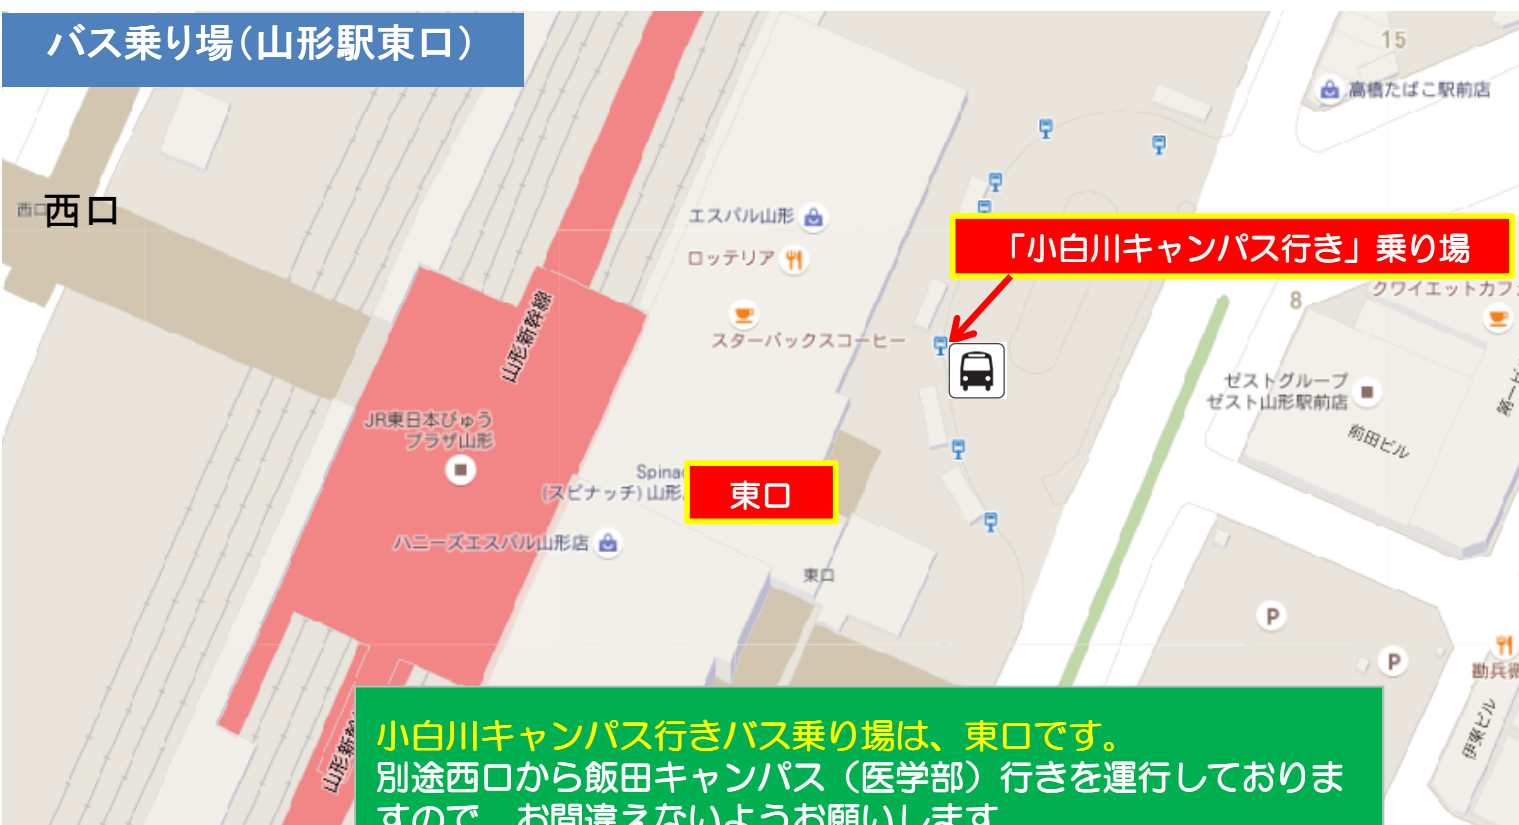 バス乗り場（山形駅東口）
15
高橋たばこ駅前店
西口
西口
エスパル山形
ロッテリア
「小白川キャンパス行き」乗り場
クワイエットカフ
8
山形新幹線
スターバックスコーヒー
ゼストグループ
ゼスト山形駅前店
前田ビル
JR東日本びゅう
プラザ山形
Spina
(スピナッチ)山形
東口
ハニーズエスパル山形店
東口
P
P
勘兵衛
伊楽ビル
山形新幹
小白川キャンパス行きバス乗り場は、東口です。
別途西口から飯田キャンパス（医学部）行きを運行しておりま
すので、お間違えないようお願いします